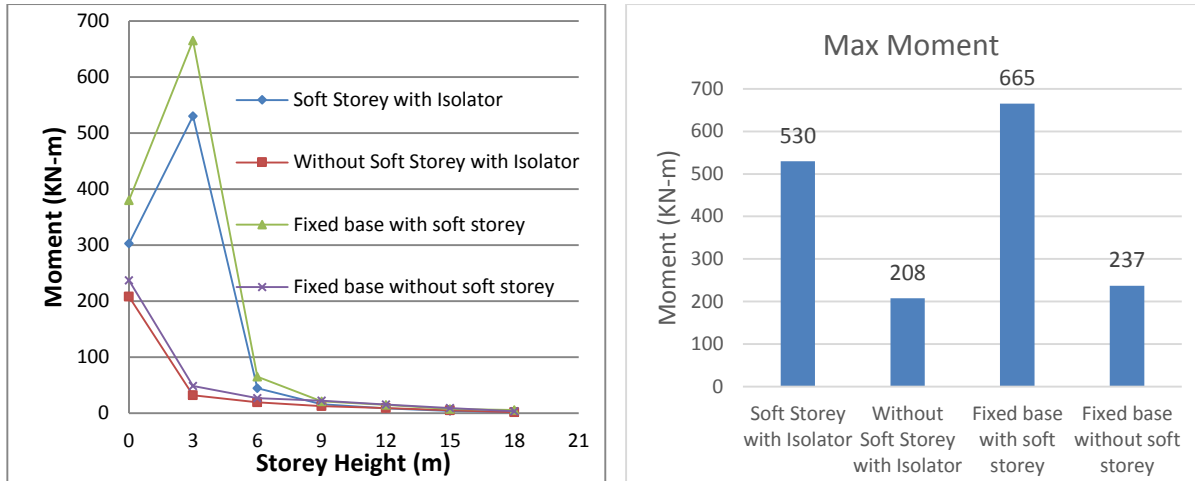 700
600
500
400
300
200
100
0
Moment (KN-m)
Soft Storey with Isolator
Without Soft Storey with Isolator
Fixed base with soft storey
Fixed base without soft storey
0 3 6 9 12 15 18 21
Storey Height (m)
Max Moment
700
600
500
400
300
200
100
0
Moment (KN-m)
530
208
665
237
Soft Storey
with Isolator
Without
Soft Storey
with Isolator
Fixed base
with soft
storey
Fixed base
without soft
storey